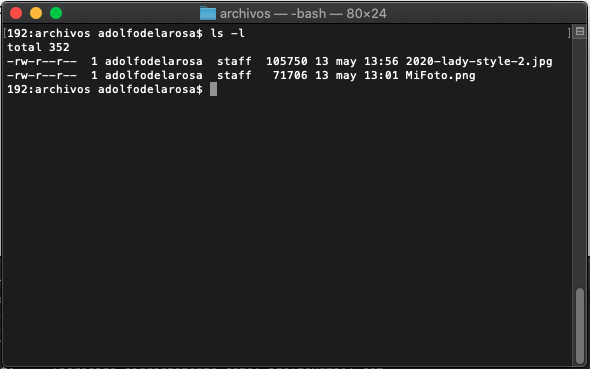 archivos — -bash — 80×24
[192:archivos adolfodelarosa$ ls -l ]
total 352
-rw-r--r-- 1 adolfodelarosa staff 105750 13 may 13:56 2020-lady-style-2.jpg
-rw-r--r-- 1 adolfodelarosa staff 71706 13 may 13:01 MiFoto.png
192:archivos adolfodelarosa$